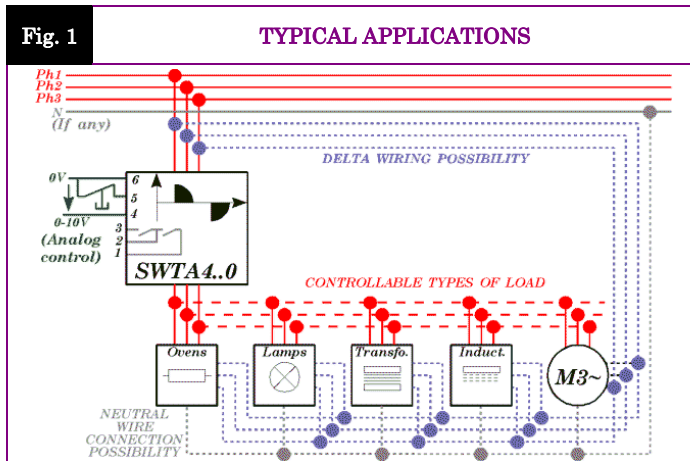 Fig. 1
TYPICAL APPLICATIONS
Ph1
Ph2
Ph3
N
(If any)
DELTA WIRING POSSIBILITY
0V
6
5
4
0-10V
(Analog
control)
3
2
1
SWTA4..0
CONTROLLABLE TYPES OF LOAD
Ovens
Lamps
Transfo.
Induct.
M3~
NEUTRAL
WIRE
CONNECTION
POSSIBILITY